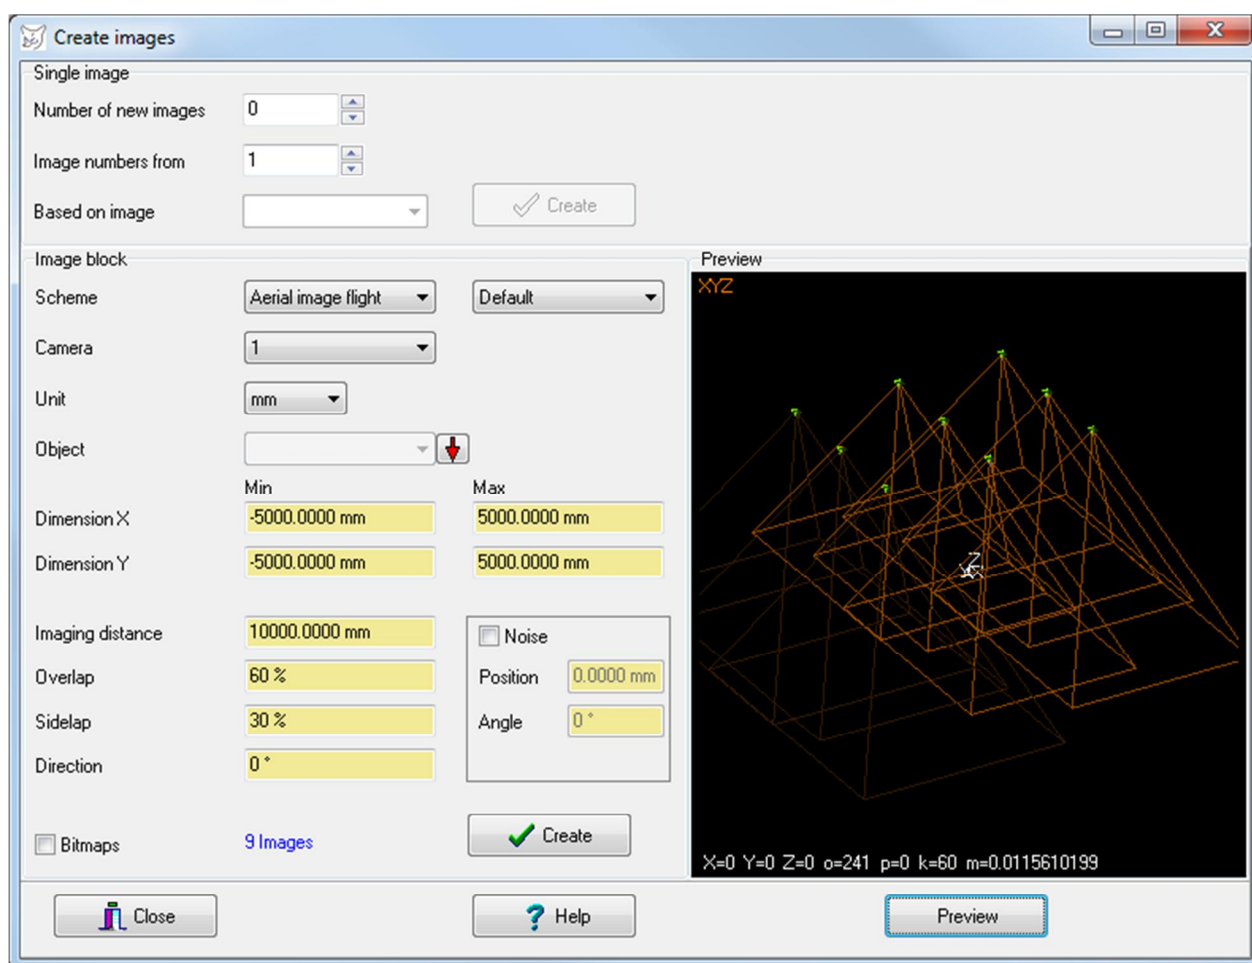 Create images
Single image
Number of new images 0
Image numbers from 1
Based on image Create
Image block
Scheme Aerial image flight Default
Camera 1
Unit mm
Object
Min Max
Dimension X -5000.0000 mm 5000.0000 mm
Dimension Y -5000.0000 mm 5000.0000 mm
Imaging distance 10000.0000 mm Noise
Overlap 60 % Position 0.0000 mm
Sidelap 30 % Angle 0 °
Direction 0 °
Bitmaps 9 Images Create
Preview
XYZ
Z
X=0 Y=0 Z=0 o=241 p=0 k=60 m=0.0115610199
Close Help Preview